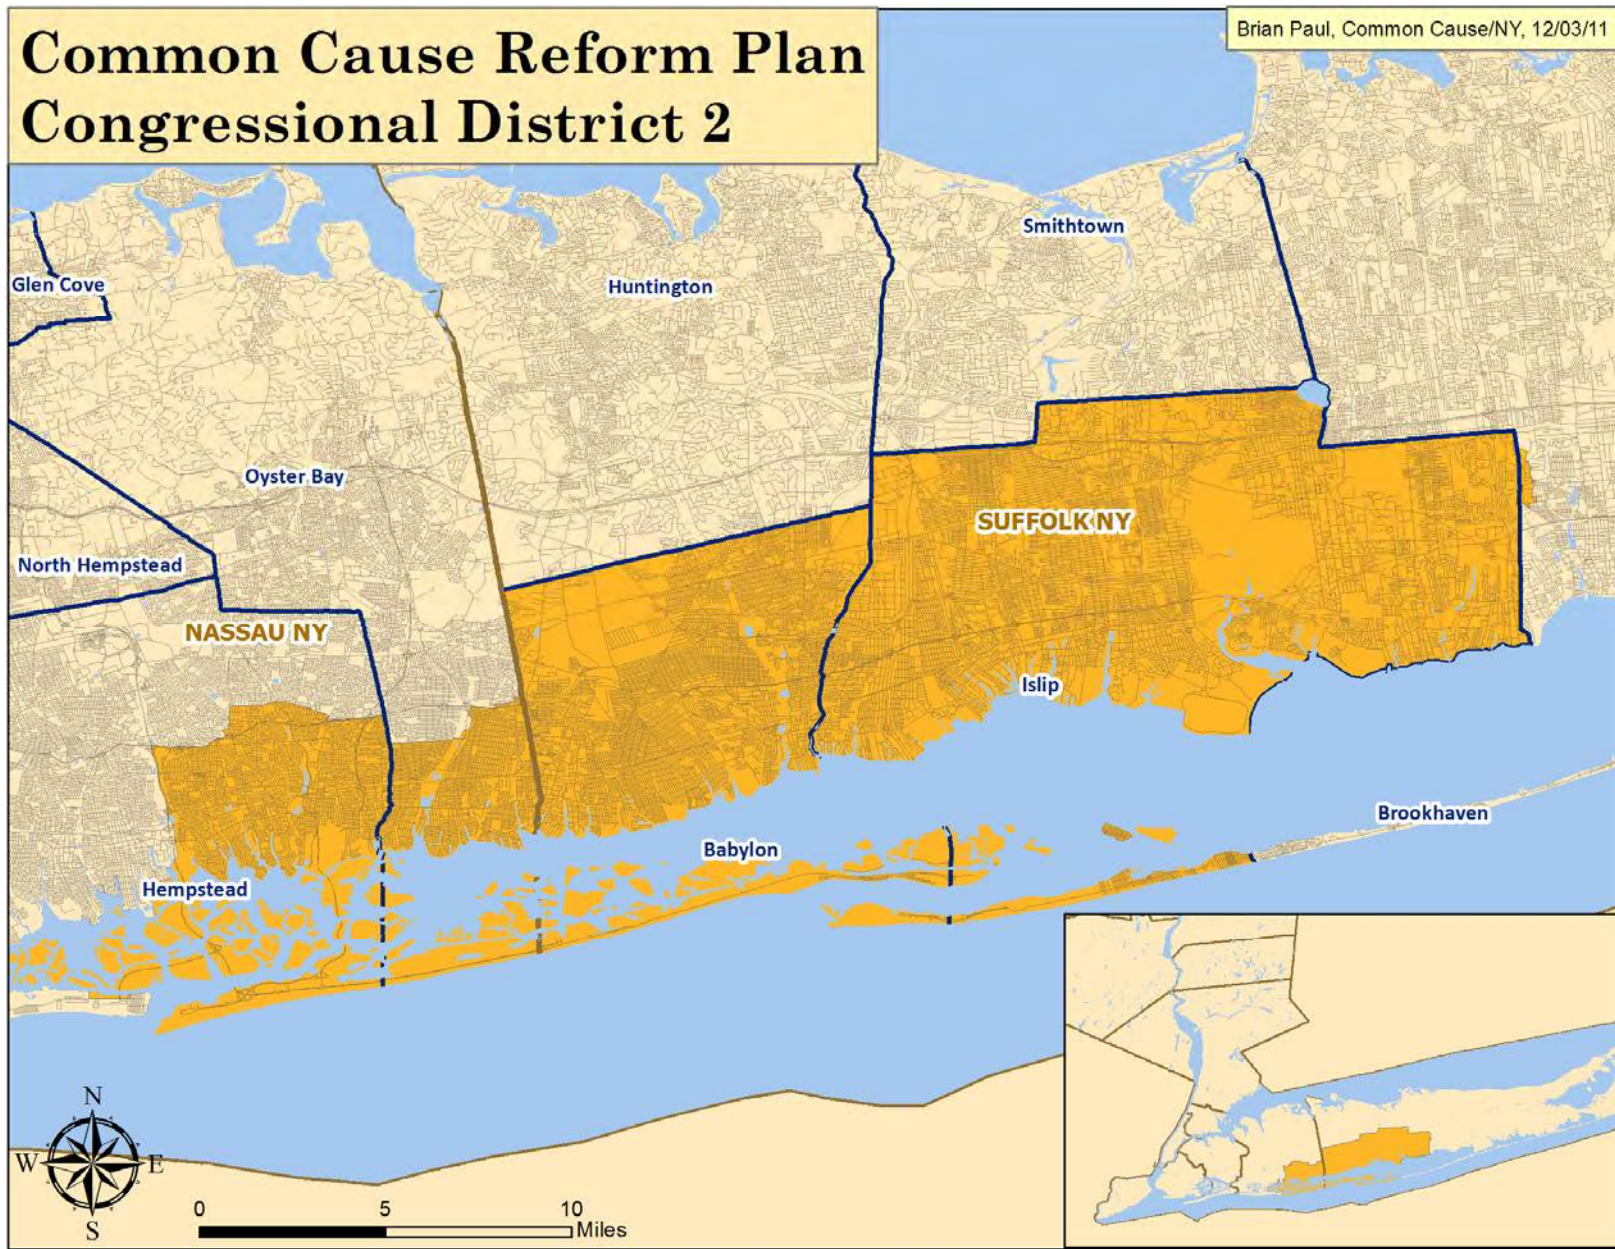 Common Cause Reform Plan
Congressional District 2
Brian Paul, Common Cause/NY, 12/03/11
Smithtown
Glen Cove
Huntington
Oyster Bay
SUFFOLK NY
North Hempstead
NASSAU NY
Islip
Brookhaven
Babylon
Hempstead
N
W
E
S
0
5
10
Miles